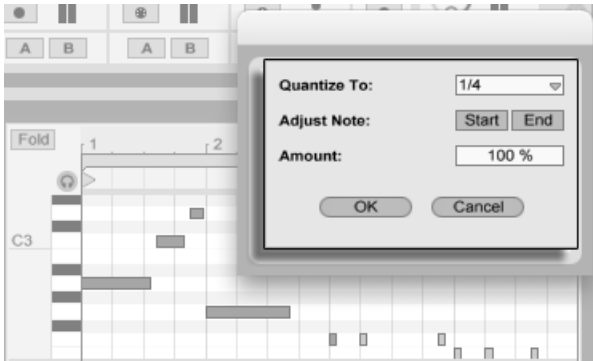 A B A B
Quantize To: 1/4
Adjust Note: Start End
Amount: 100 %
OK Cancel
Fold 1 2
C3